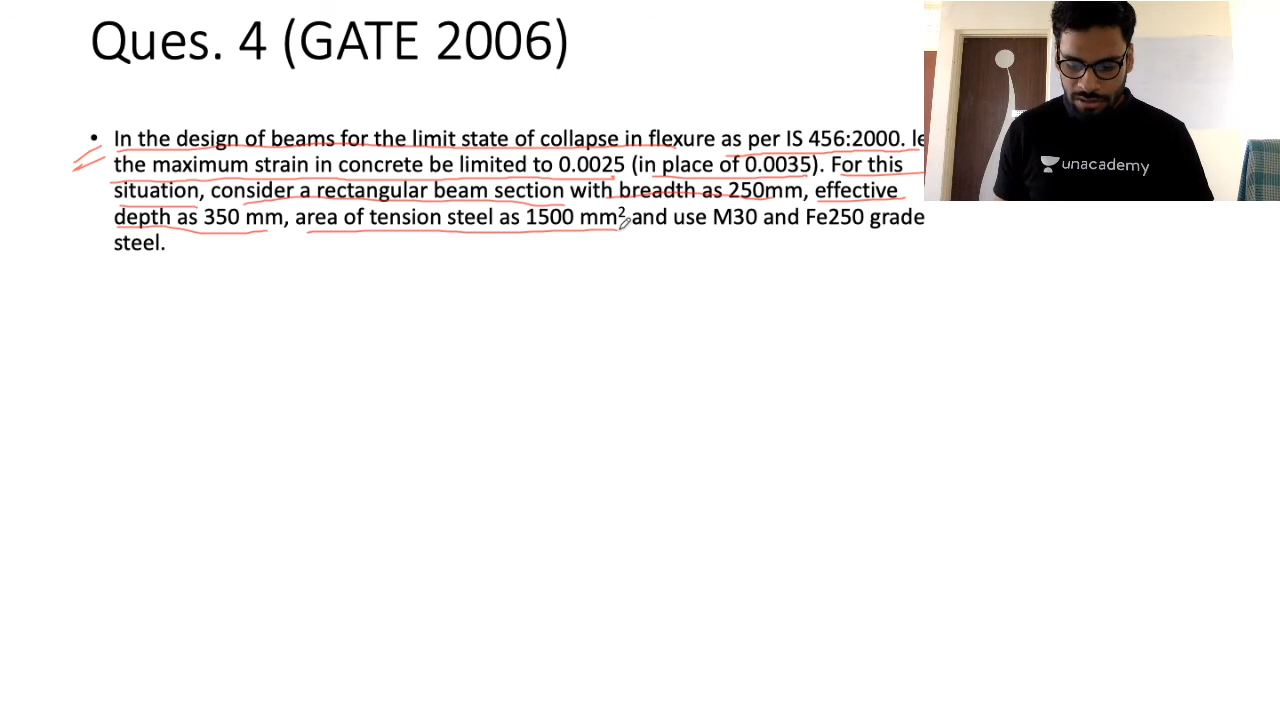 Ques. 4 (GATE 2006)
• In the design of beams for the limit state of collapse in flexure as per IS 456:2000. le
the maximum strain in concrete be limited to 0.0025 (in place of 0.0035). For this
situation, consider a rectangular beam section with breadth as 250mm, effective
depth as 350 mm, area of tension steel as 1500 mm² and use M30 and Fe250 grade
steel.
unacademy